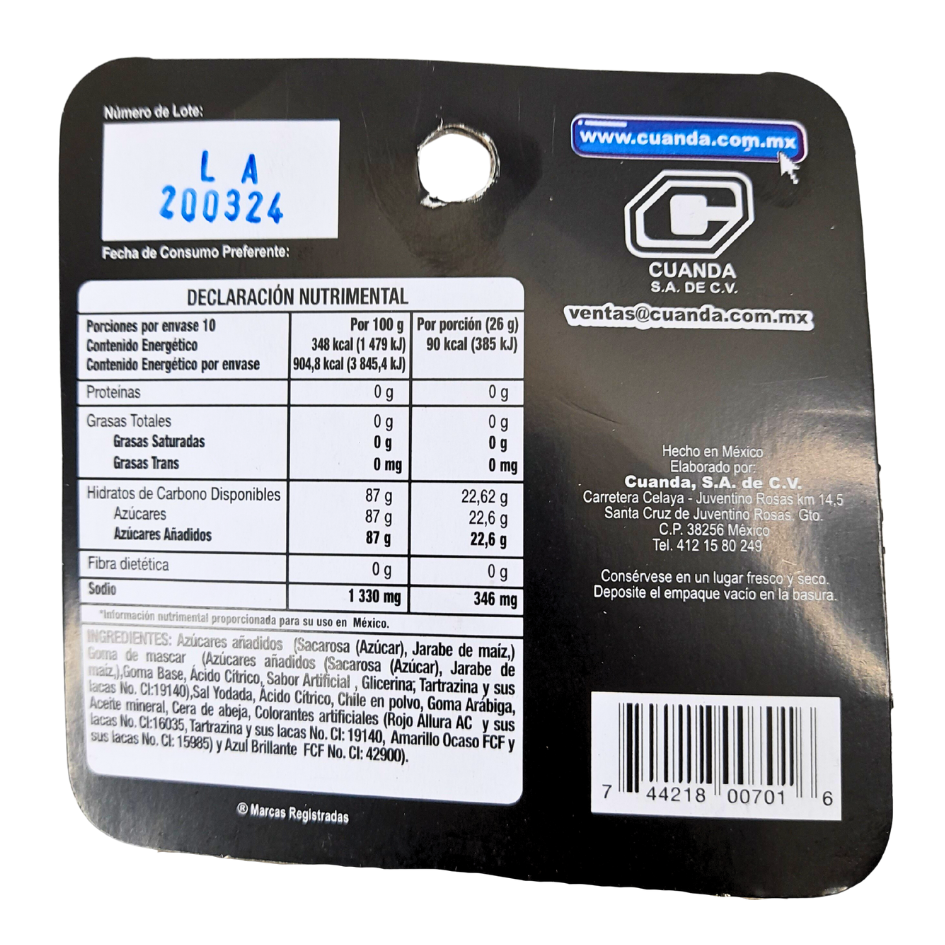 Número de Lote:
L A
200324
Fecha de Consumo Preferente:
DECLARACIÓN NUTRIMENTAL
Porciones por envase 10 Por 100 g Por porción (26 g)
Contenido Energético 348 kcal (1 479 kJ) 90 kcal (385 kJ)
Contenido Energético por envase 904,8 kcal (3 845,4 kJ)
Proteínas 0 g 0 g
Grasas Totales 0 g 0 g
Grasas Saturadas 0 g 0 g
Grasas Trans 0 mg 0 mg
Hidratos de Carbono Disponibles 87 g 22,62 g
Azúcares 87 g 22,6 g
Azúcares Añadidos 87 g 22,6 g
Fibra dietética 0 g 0 g
Sodio 1 330 mg 346 mg
*Información nutrimental proporcionada para su uso en México.
INGREDIENTES: Azúcares añadidos (Sacarosa (Azúcar), Jarabe de maíz,)
Goma de mascar (Azúcares añadidos (Sacarosa (Azúcar), Jarabe de
maíz,),Goma Base, Ácido Cítrico, Sabor Artificial , Glicerina; Tartrazina y sus
lacas No. CI:19140),Sal Yodada, Ácido Cítrico, Chile en polvo, Goma Arábiga,
Aceite mineral, Cera de abeja, Colorantes artificiales (Rojo Allura AC y sus
lacas No. CI:16035, Tartrazina y sus lacas No. CI: 19140, Amarillo Ocaso FCF y
sus lacas No. CI: 15985) y Azul Brillante FCF No. CI: 42900).
® Marcas Registradas
www.cuanda.com.mx
CUANDA
S.A. DE C.V.
ventas@cuanda.com.mx
Hecho en México
Elaborado por:
Cuanda, S.A. de C.V.
Carretera Celaya - Juventino Rosas km 14,5
Santa Cruz de Juventino Rosas, Gto.
C.P. 38256 México
Tel. 412 15 80 249
Consérvese en un lugar fresco y seco.
Deposite el empaque vacio en la basura.
7 44218 00701 6